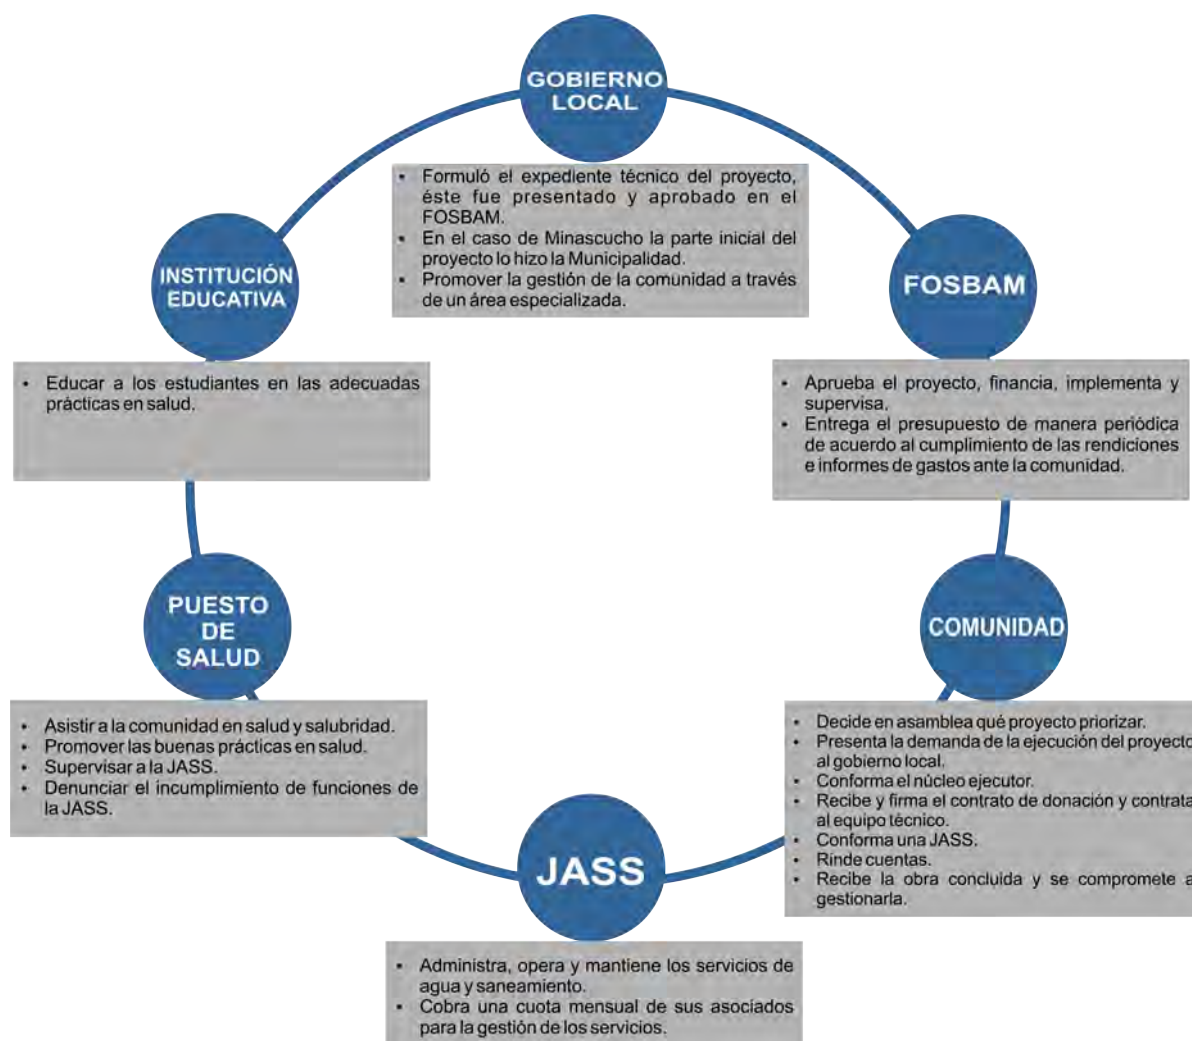 GOBIERNO
LOCAL
• Formuló el expediente técnico del proyecto,
éste fue presentado y aprobado en el
FOSBAM.
• En el caso de Minascucho la parte inicial del
proyecto lo hizo la Municipalidad.
• Promover la gestión de la comunidad a través
de un área especializada.
FOSBAM
• Aprueba el proyecto, financia, implementa y
supervisa,
• Entrega el presupuesto de manera periódica
de acuerdo al cumplimiento de las rendiciones
e informes de gastos ante la comunidad.
COMUNIDAD
• Decide en asamblea qué proyecto priorizar.
• Presenta la demanda de la ejecución del proyecto
al gobierno local.
• Conforma el núcleo ejecutor.
• Recibe y firma el contrato de donación y contrata
al equipo técnico.
• Conforma una JASS.
• Rinde cuentas.
• Recibe la obra concluida y se compromete a
gestionarla.
JASS
• Administra, opera y mantiene los servicios de
agua y saneamiento.
• Cobra una cuota mensual de sus asociados
para la gestión de los servicios.
PUESTO
DE
SALUD
• Asistir a la comunidad en salud y salubridad.
• Promover las buenas prácticas en salud.
• Supervisar a la JASS.
• Denunciar el incumplimiento de funciones de
la JASS.
INSTITUCIÓN
EDUCATIVA
• Educar a los estudiantes en las adecuadas
prácticas en salud.